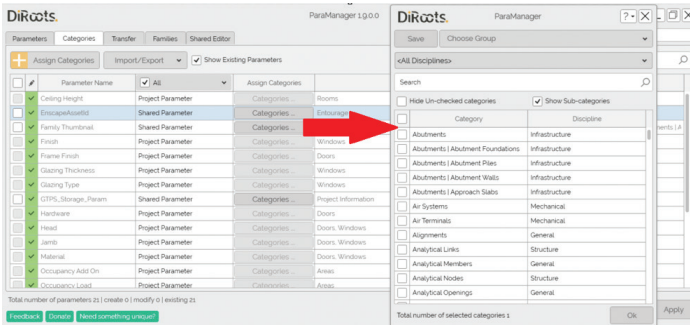 DiRoots.
ParaManager 1.9.0.0
Parameters Categories Transfer Families Shared Editor
Assign Categories Import/Export Show Existing Parameters
Parameter Name All Assign Categories
Ceiling Height Project Parameter Categories ... Rooms
EnscapeAssetId Shared Parameter Categories ... Entourage
Family Thumbnail Shared Parameter Categories ...
Finish Project Parameter Categories ... Windows
Frame Finish Project Parameter Categories ... Doors
Glazing Thickness Project Parameter Categories ... Windows
Glazing Type Project Parameter Categories ... Windows
GTPS_Storage_Param Shared Parameter Categories ... Project Information
Hardware Project Parameter Categories ... Doors
Head Project Parameter Categories ... Doors, Windows
Jamb Project Parameter Categories ... Doors, Windows
Material Project Parameter Categories ... Doors, Windows
Occupancy Add On Project Parameter Categories ... Areas
Occupancy Load Project Parameter Categories ... Areas
Total number of parameters 21 | create 0 | modify 0 | existing 21
Feedback Donate Need something unique?
DiRoots. ParaManager ?
Save Choose Group
<All Disciplines>
Search
Hide Un-checked categories Show Sub-categories
Category Discipline
Abutments Infrastructure
Abutments | Abutment Foundations Infrastructure
Abutments | Abutment Piles Infrastructure
Abutments | Abutment Walls Infrastructure
Abutments | Approach Slabs Infrastructure
Air Systems Mechanical
Air Terminals Mechanical
Alignments General
Analytical Links Structure
Analytical Members General
Analytical Nodes Structure
Analytical Openings General
Total number of selected categories 1 Ok
Apply